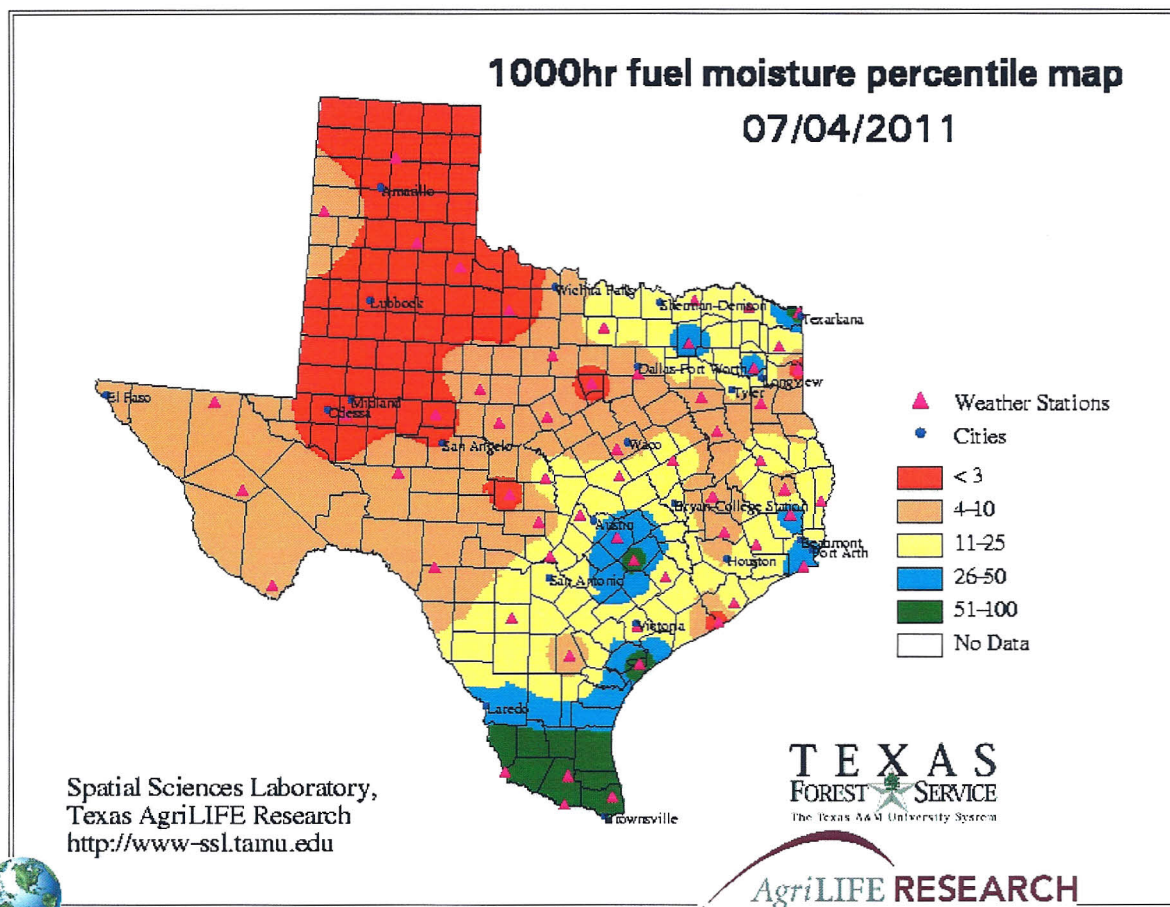 1000hr fuel moisture percentile map
07/04/2011
Amarillo
Lubbock
Wichita Falls
Sherman-Denison
Texarkana
Dallas-Fort Worth
Longview
Tyler
El Paso
Midland
Odessa
San Angelo
Waco
Bryan-College Station
Austin
Beaumont
Port Arth
Houston
San Antonio
Victoria
Laredo
Brownsville
Weather Stations
Cities
< 3
4-10
11-25
26-50
51-100
No Data
Spatial Sciences Laboratory,
Texas AgriLIFE Research
http://www-ssl.tamu.edu
TEXAS
FOREST SERVICE
The Texas A&M University System
AgriLIFE RESEARCH